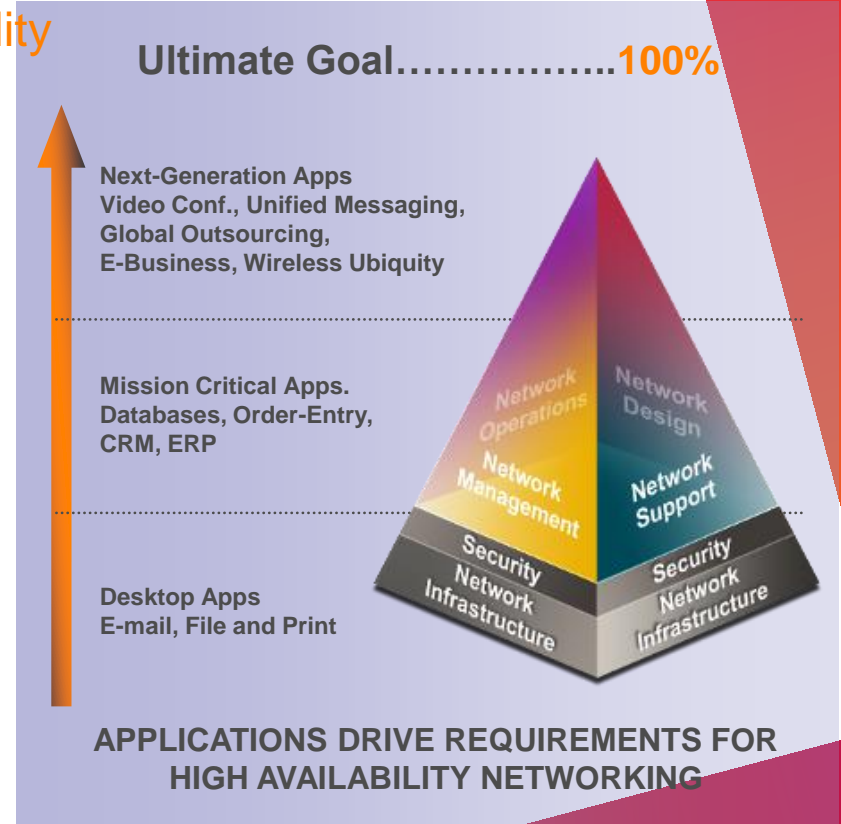 lity
Ultimate Goal……………..100%
Next-Generation Apps
Video Conf., Unified Messaging,
Global Outsourcing,
E-Business, Wireless Ubiquity
Mission Critical Apps.
Databases, Order-Entry,
CRM, ERP
Desktop Apps
E-mail, File and Print
Network
Operations
Network
Design
Network
Management
Network
Support
Security
Security
Network
Infrastructure
Network
Infrastructure
APPLICATIONS DRIVE REQUIREMENTS FOR
HIGH AVAILABILITY NETWORKING